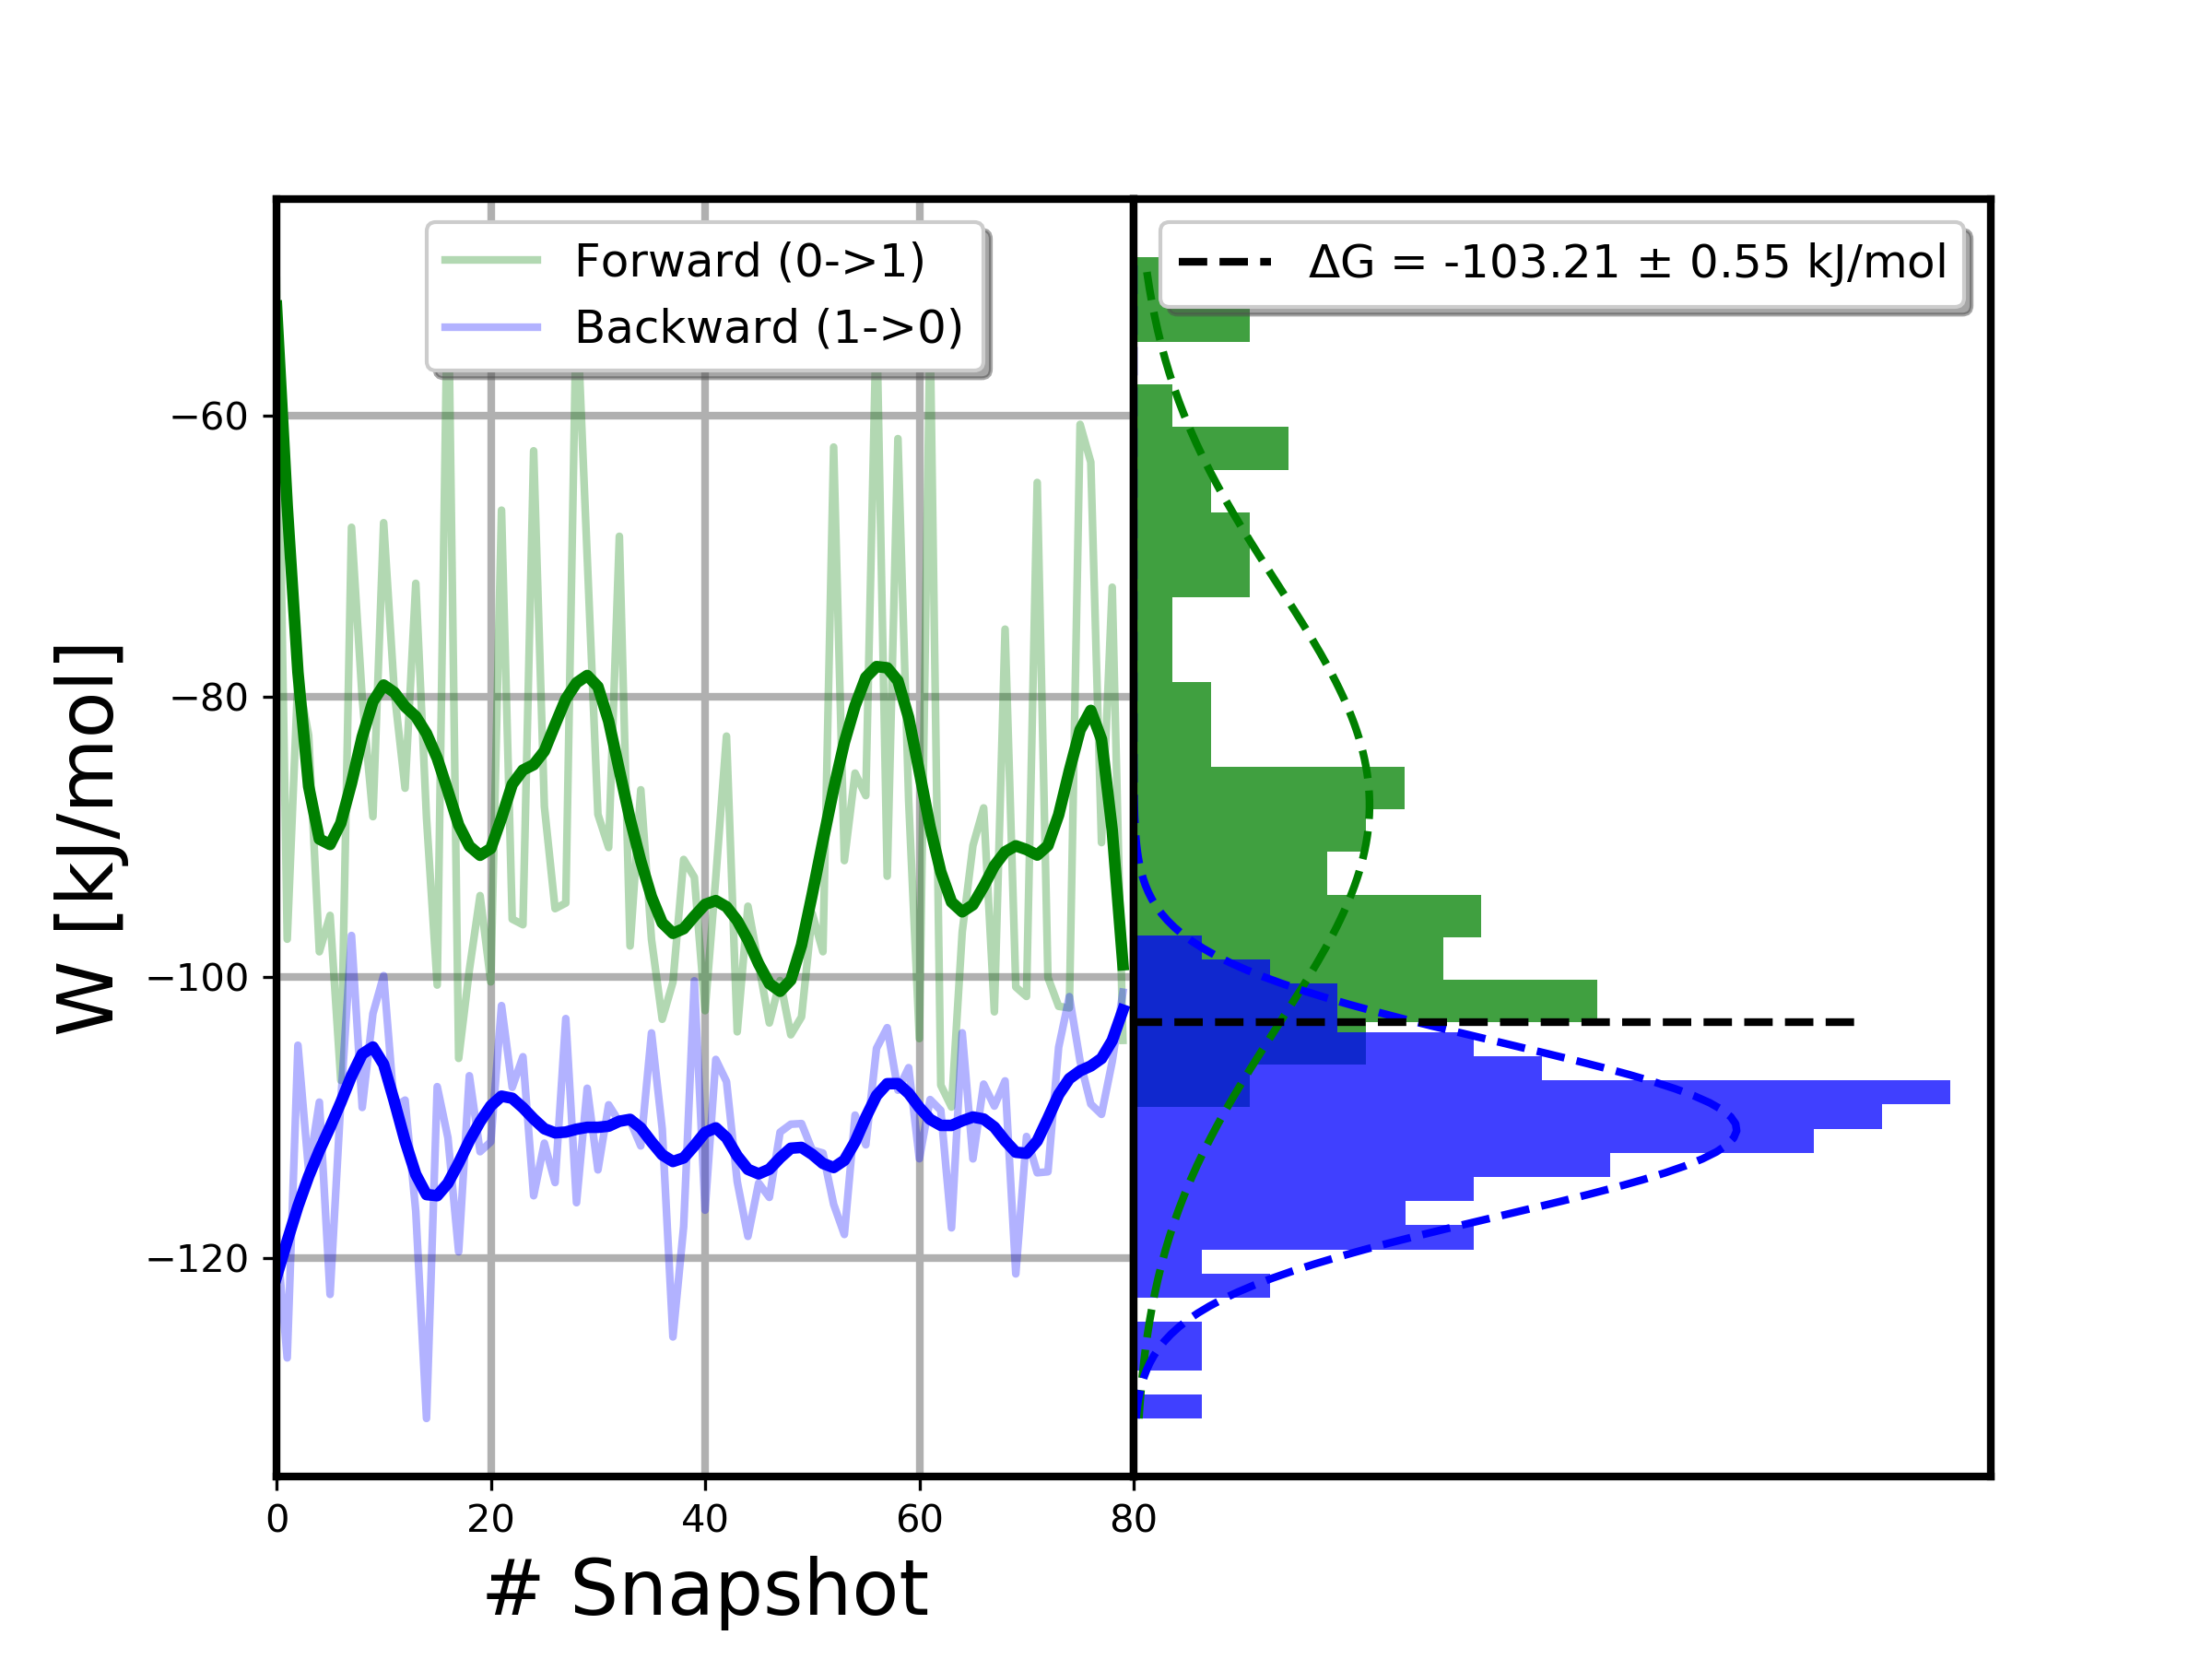 Forward (0->1)
Backward (1->0)
ΔG = -103.21 ± 0.55 kJ/mol
W [kJ/mol]
−60
−80
−100
−120
0 20 40 60 80
# Snapshot